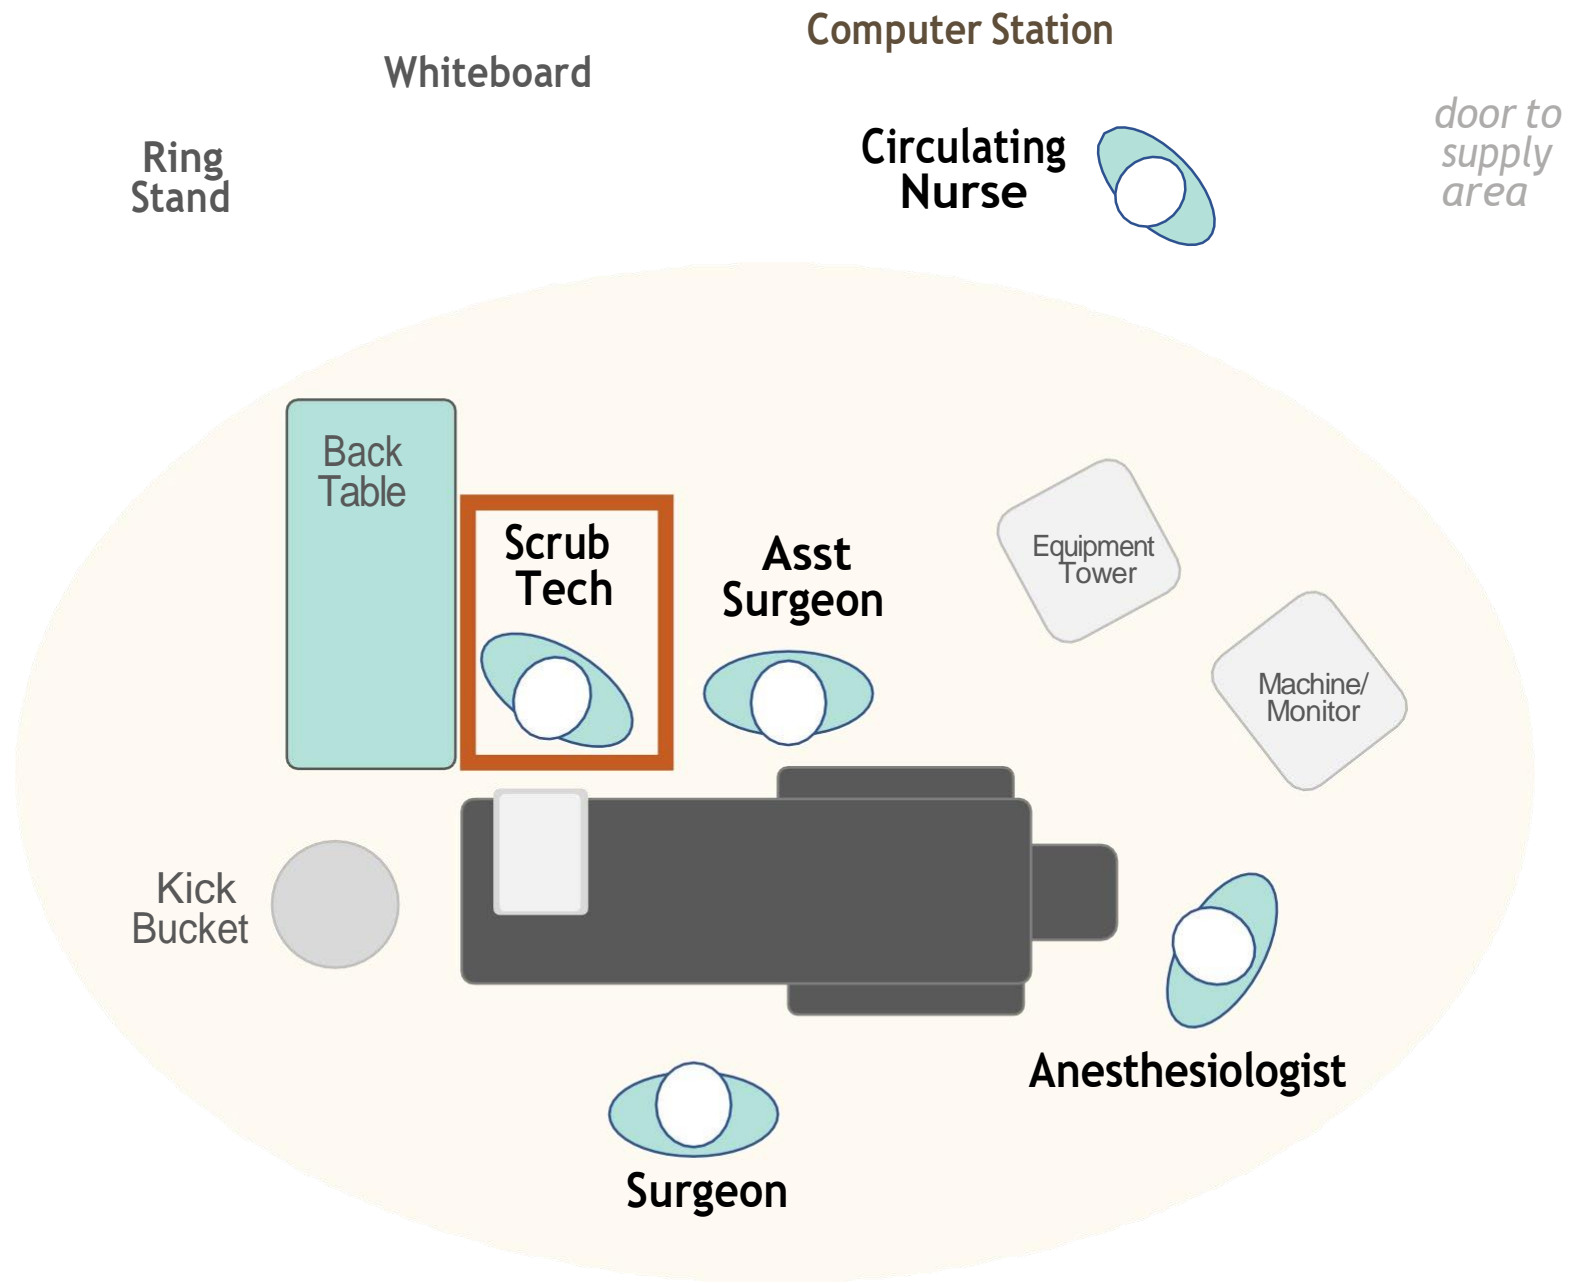 Computer Station
Whiteboard
door to
supply
area
Ring
Stand
Circulating
Nurse
Back
Table
Scrub
Tech
Asst
Surgeon
Equipment
Tower
Machine/
Monitor
Kick
Bucket
Anesthesiologist
Surgeon